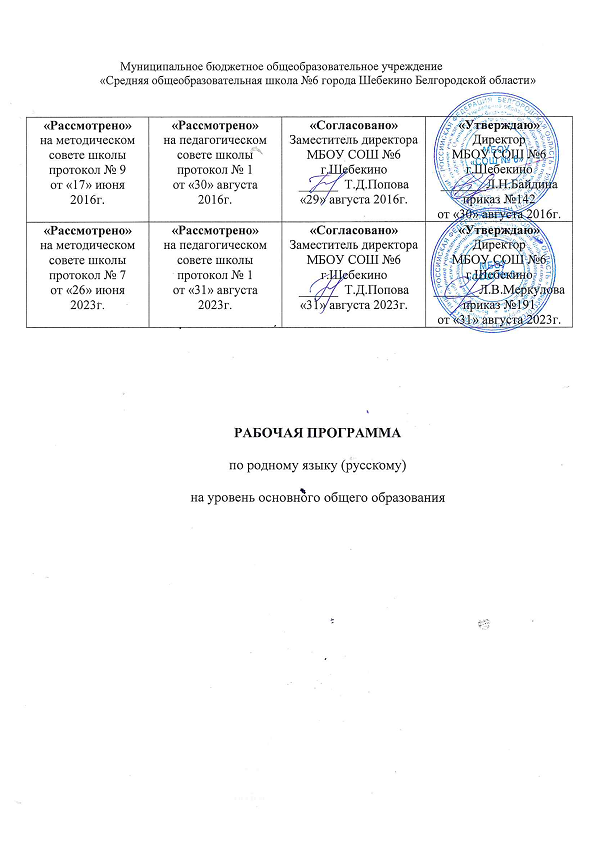 Муниципальное бюджетное общеобразовательное учреждение
«Средняя общеобразовательная школа №6 города Шебекино Белгородской области»
«Рассмотрено»
на методическом
совете школы
протокол № 9
от «17» июня
2016г.
«Рассмотрено»
на педагогическом
совете школы
протокол № 1
от «30» августа
2016г.
«Согласовано»
Заместитель директора
МБОУ СОШ №6
г.Шебекино
Т.Д.Попова
«29» августа 2016г.
«Утверждаю»
Директор
МБОУ СОШ №6
г.Шебекино
Л.Н.Байдина
приказ №142
от «30» августа 2016г.
«Рассмотрено»
на методическом
совете школы
протокол № 7
от «26» июня
2023г.
«Рассмотрено»
на педагогическом
совете школы
протокол № 1
от «31» августа
2023г.
«Согласовано»
Заместитель директора
МБОУ СОШ №6
г.Шебекино
Т.Д.Попова
«31» августа 2023г.
«Утверждаю»
Директор
МБОУ СОШ №6
г.Шебекино
Л.В.Меркулова
приказ №191
от «31» августа 2023г.
РАБОЧАЯ ПРОГРАММА
по родному языку (русскому)
на уровень основного общего образования